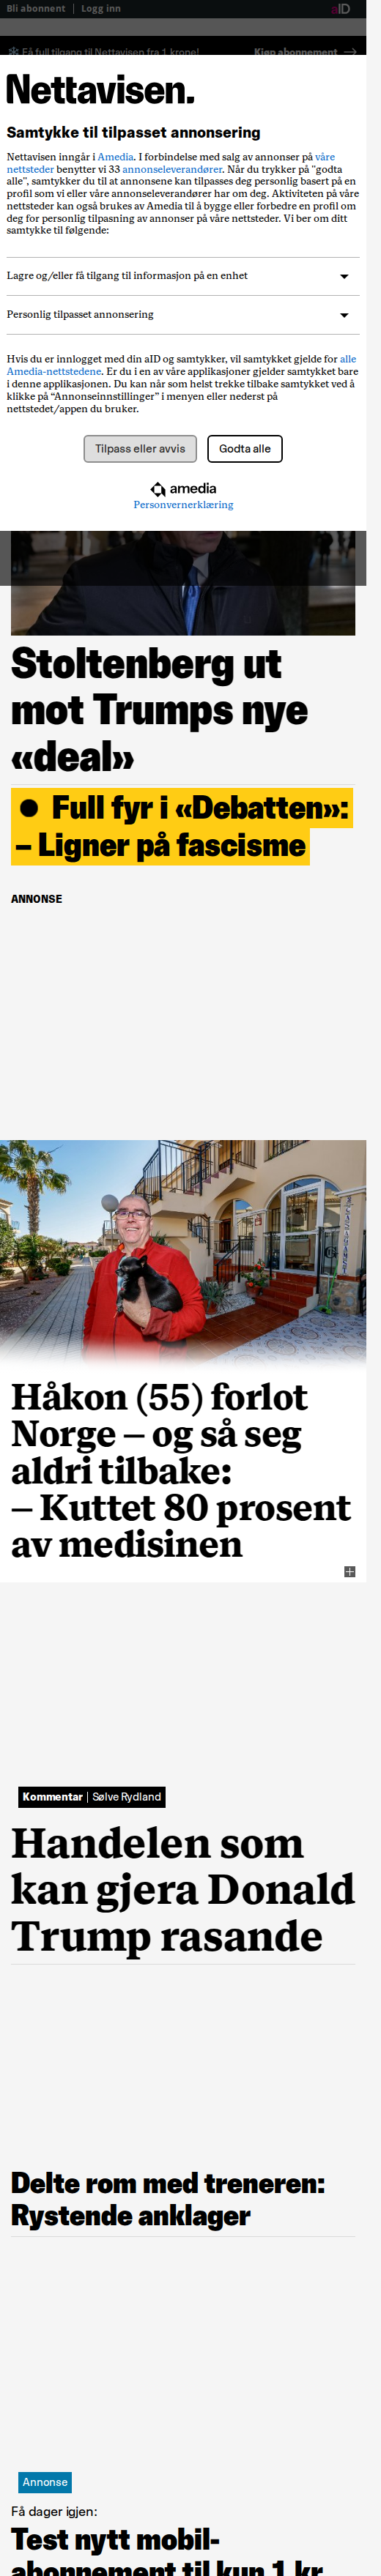 Bli abonnent | Logg inn
aID
Få full tilgang til Nettavisen fra 1 krone!
Kjøp abonnement →
Nettavisen.
Samtykke til tilpasset annonsering
Nettavisen inngår i Amedia. I forbindelse med salg av annonser på våre
nettsteder benytter vi 33 annonseleverandører. Når du trykker på "godta
alle", samtykker du til at annonsene kan tilpasses deg personlig basert på en
profil som vi eller våre annonseleverandører har om deg. Aktiviteten på våre
nettsteder kan også brukes av Amedia til å bygge eller forbedre en profil om
deg for personlig tilpasning av annonser på våre nettsteder. Vi ber om ditt
samtykke til følgende:
Lagre og/eller få tilgang til informasjon på en enhet
Personlig tilpasset annonsering
Hvis du er innlogget med din aID og samtykker, vil samtykket gjelde for alle
Amedia-nettstedene. Er du i en av våre applikasjoner gjelder samtykket bare
i denne applikasjonen. Du kan når som helst trekke tilbake samtykket ved å
klikke på “Annonseinnstillinger” i menyen eller nederst på
nettstedet/appen du bruker.
Tilpass eller avvis
Godta alle
amedia
Personvernerklæring
Stoltenberg ut
mot Trumps nye
«deal»
● Full fyr i «Debatten»:
– Ligner på fascisme
ANNONSE
Håkon (55) forlot
Norge – og så seg
aldri tilbake:
– Kuttet 80 prosent
av medisinen
Kommentar | Sølve Rydland
Handelen som
kan gjera Donald
Trump rasande
Delte rom med treneren:
Rystende anklager
Annonse
Få dager igjen:
Test nytt mobil-
abonnement til kun 1 kr